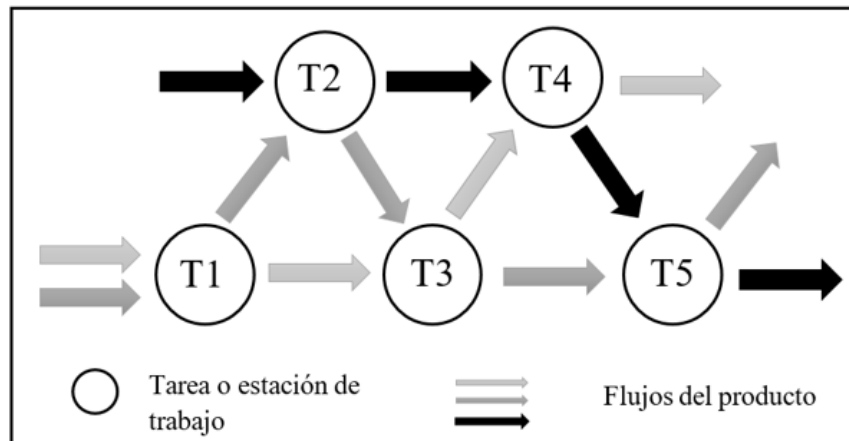 T2
T4
T1
T3
T5
Tarea o estación de
trabajo
Flujos del producto